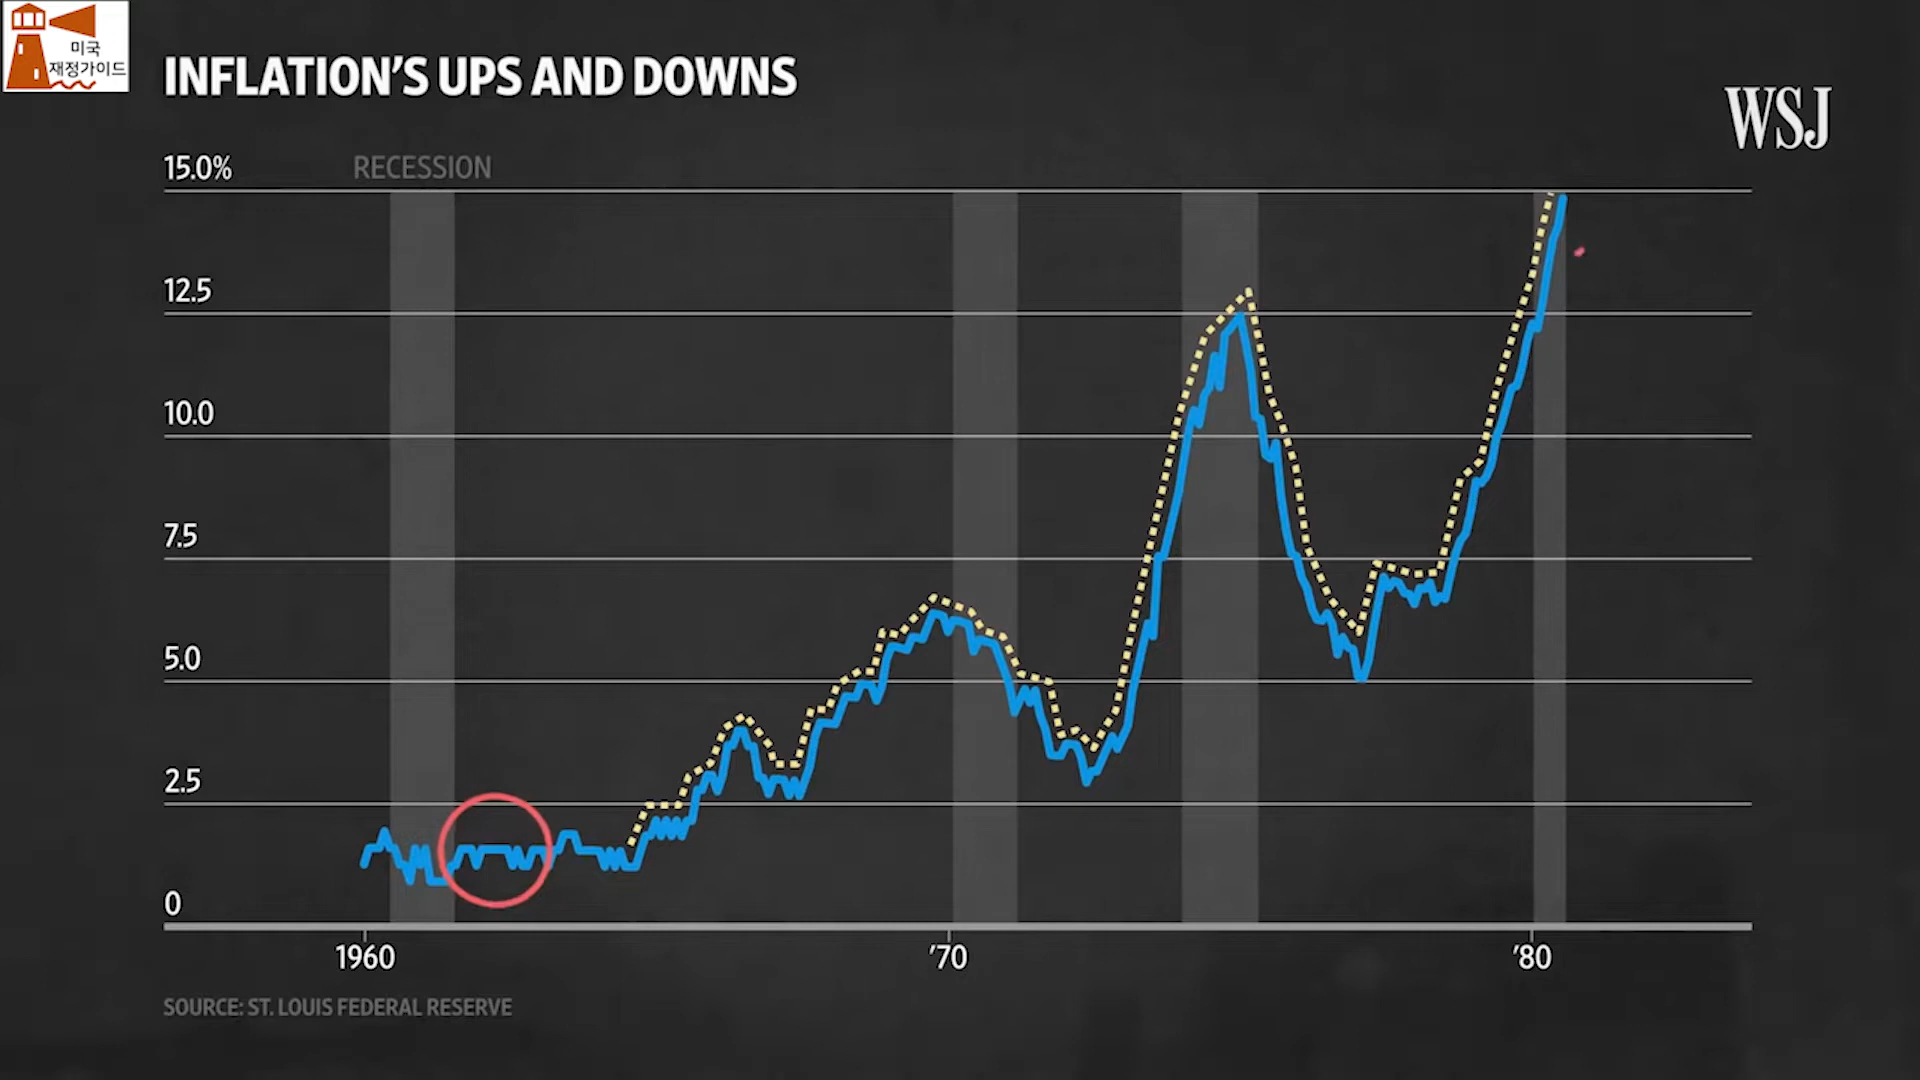 미국
재정가이드
INFLATION'S UPS AND DOWNS
WSJ
15.0%
RECESSION
12.5
10.0
7.5
5.0
2.5
0
1960
'70
'80
SOURCE: ST. LOUIS FEDERAL RESERVE